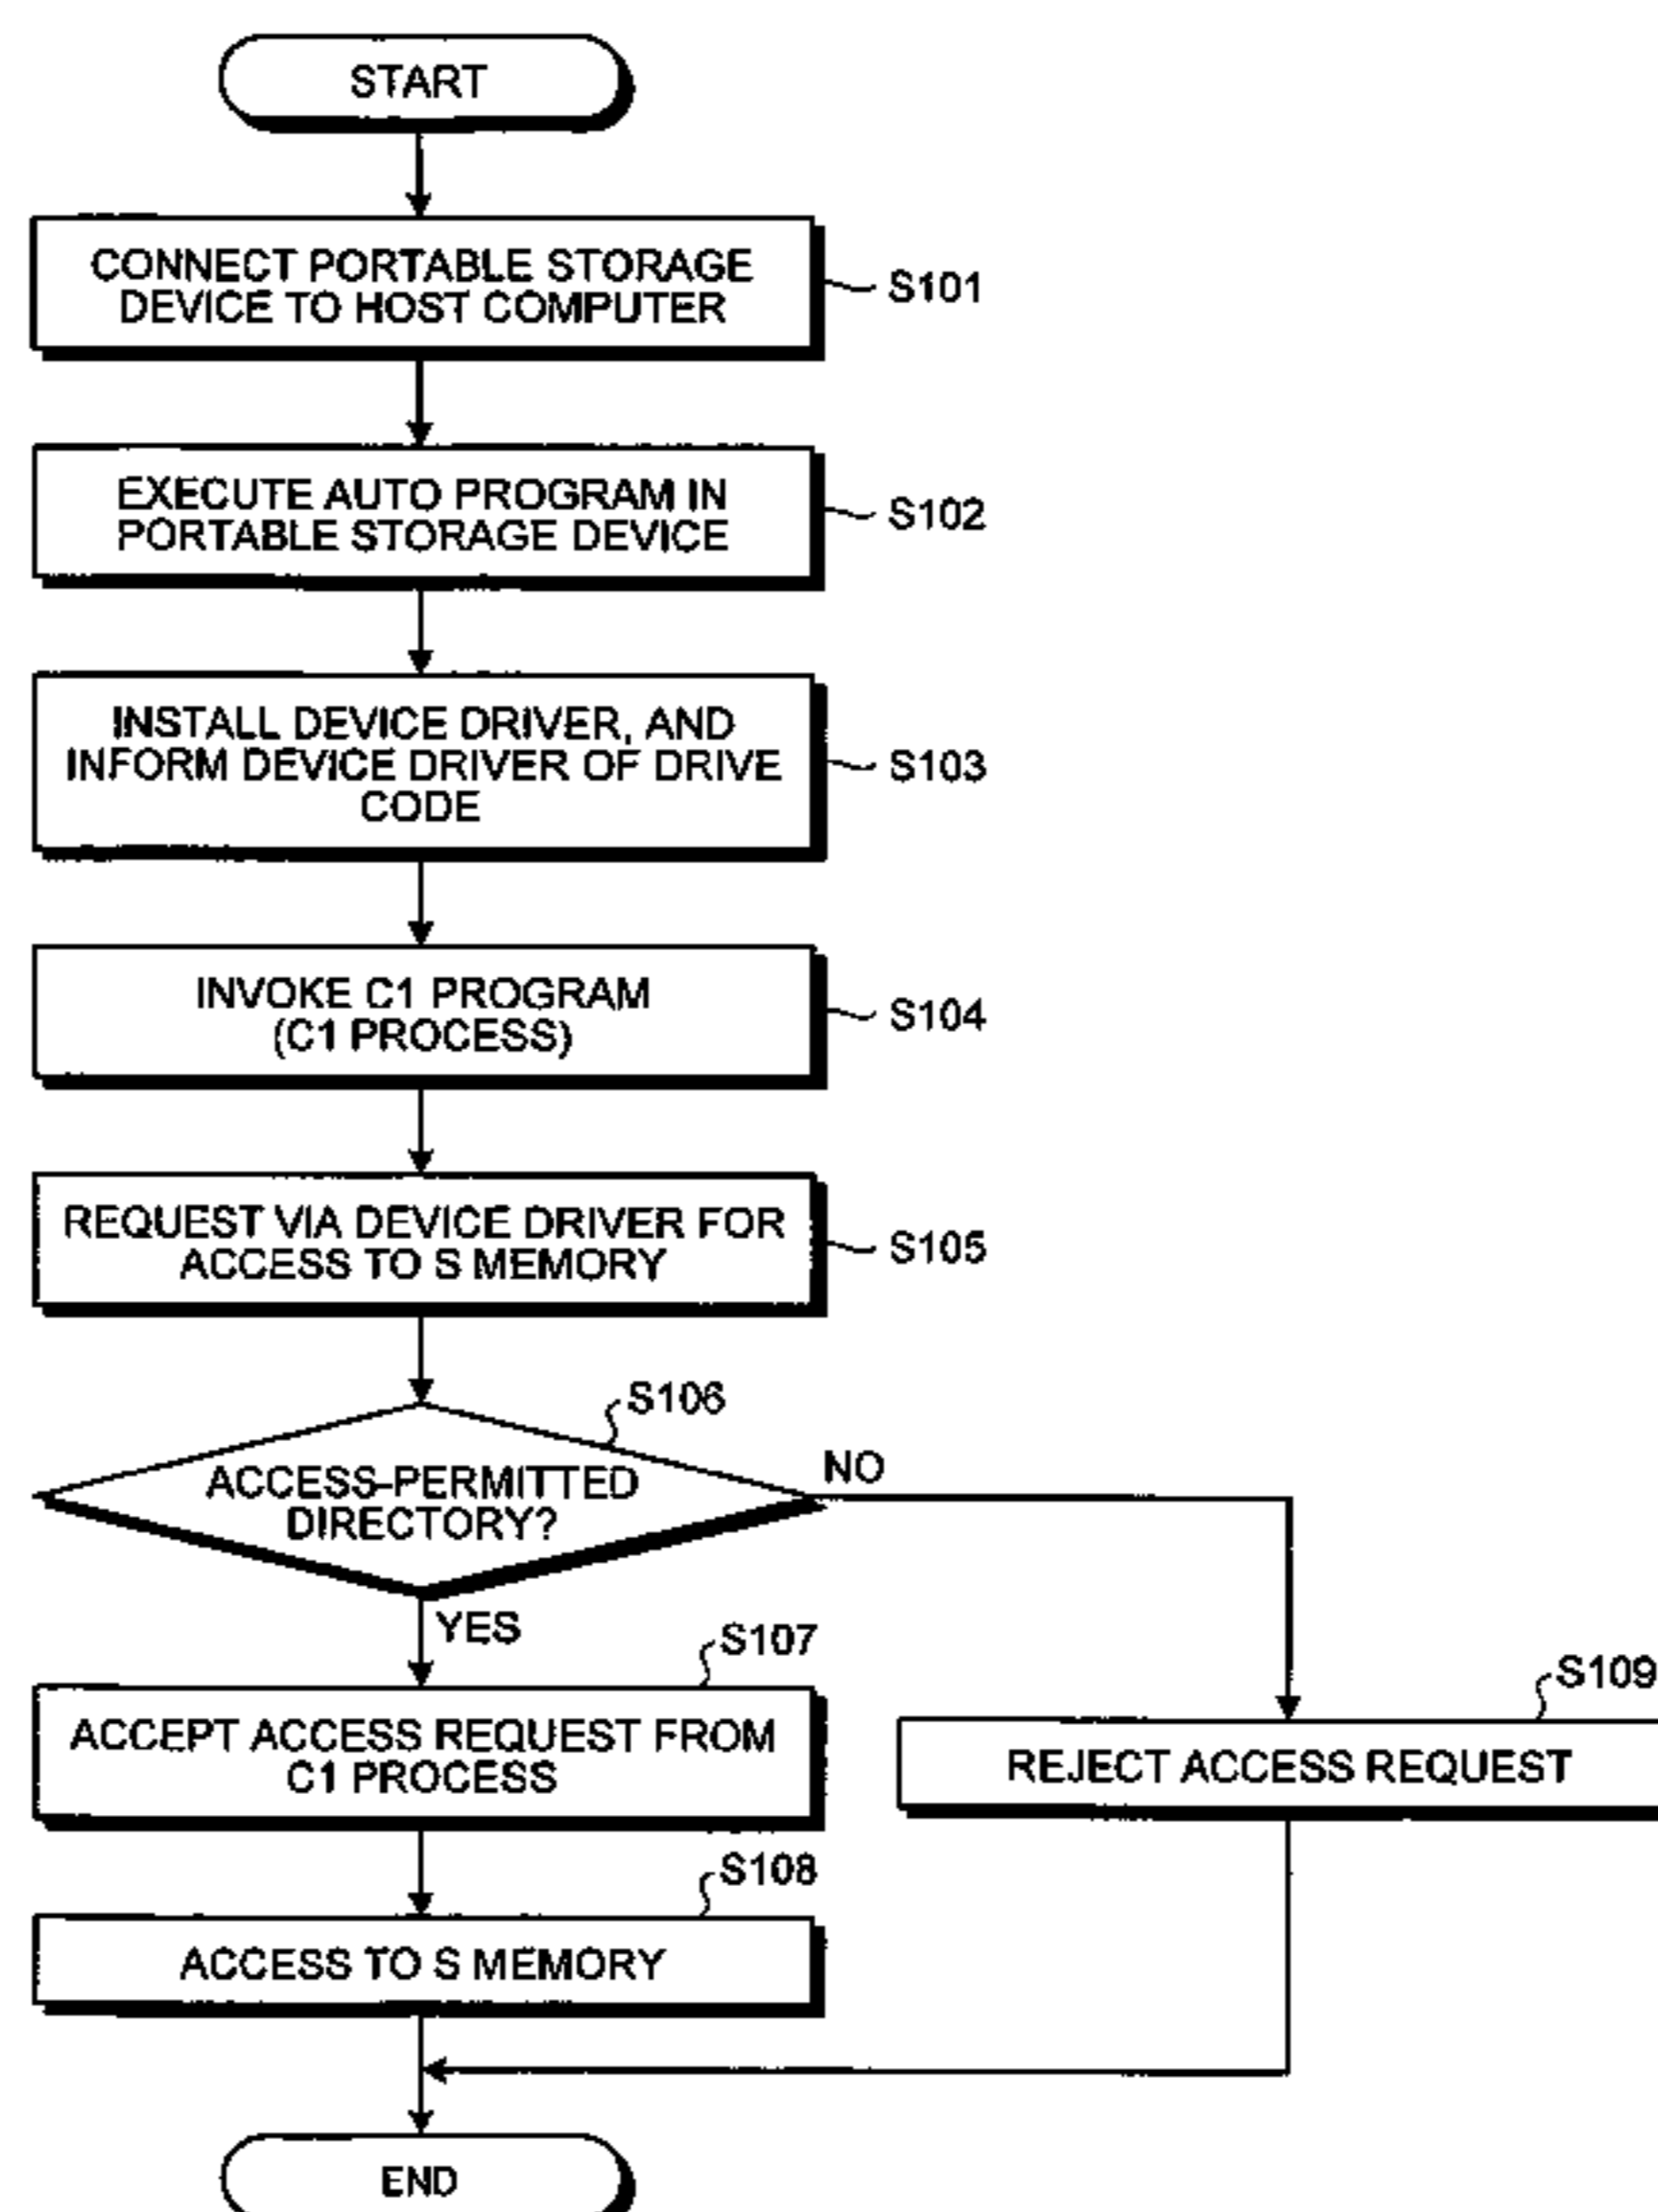 START
CONNECT PORTABLE STORAGE
DEVICE TO HOST COMPUTER
S101
EXECUTE AUTO PROGRAM IN
PORTABLE STORAGE DEVICE
S102
INSTALL DEVICE DRIVER, AND
INFORM DEVICE DRIVER OF DRIVE
CODE
S103
INVOKE C1 PROGRAM
(C1 PROCESS)
S104
REQUEST VIA DEVICE DRIVER FOR
ACCESS TO S MEMORY
S105
S106
ACCESS-PERMITTED
DIRECTORY?
NO
YES
S107
ACCEPT ACCESS REQUEST FROM
C1 PROCESS
S109
REJECT ACCESS REQUEST
S108
ACCESS TO S MEMORY
END